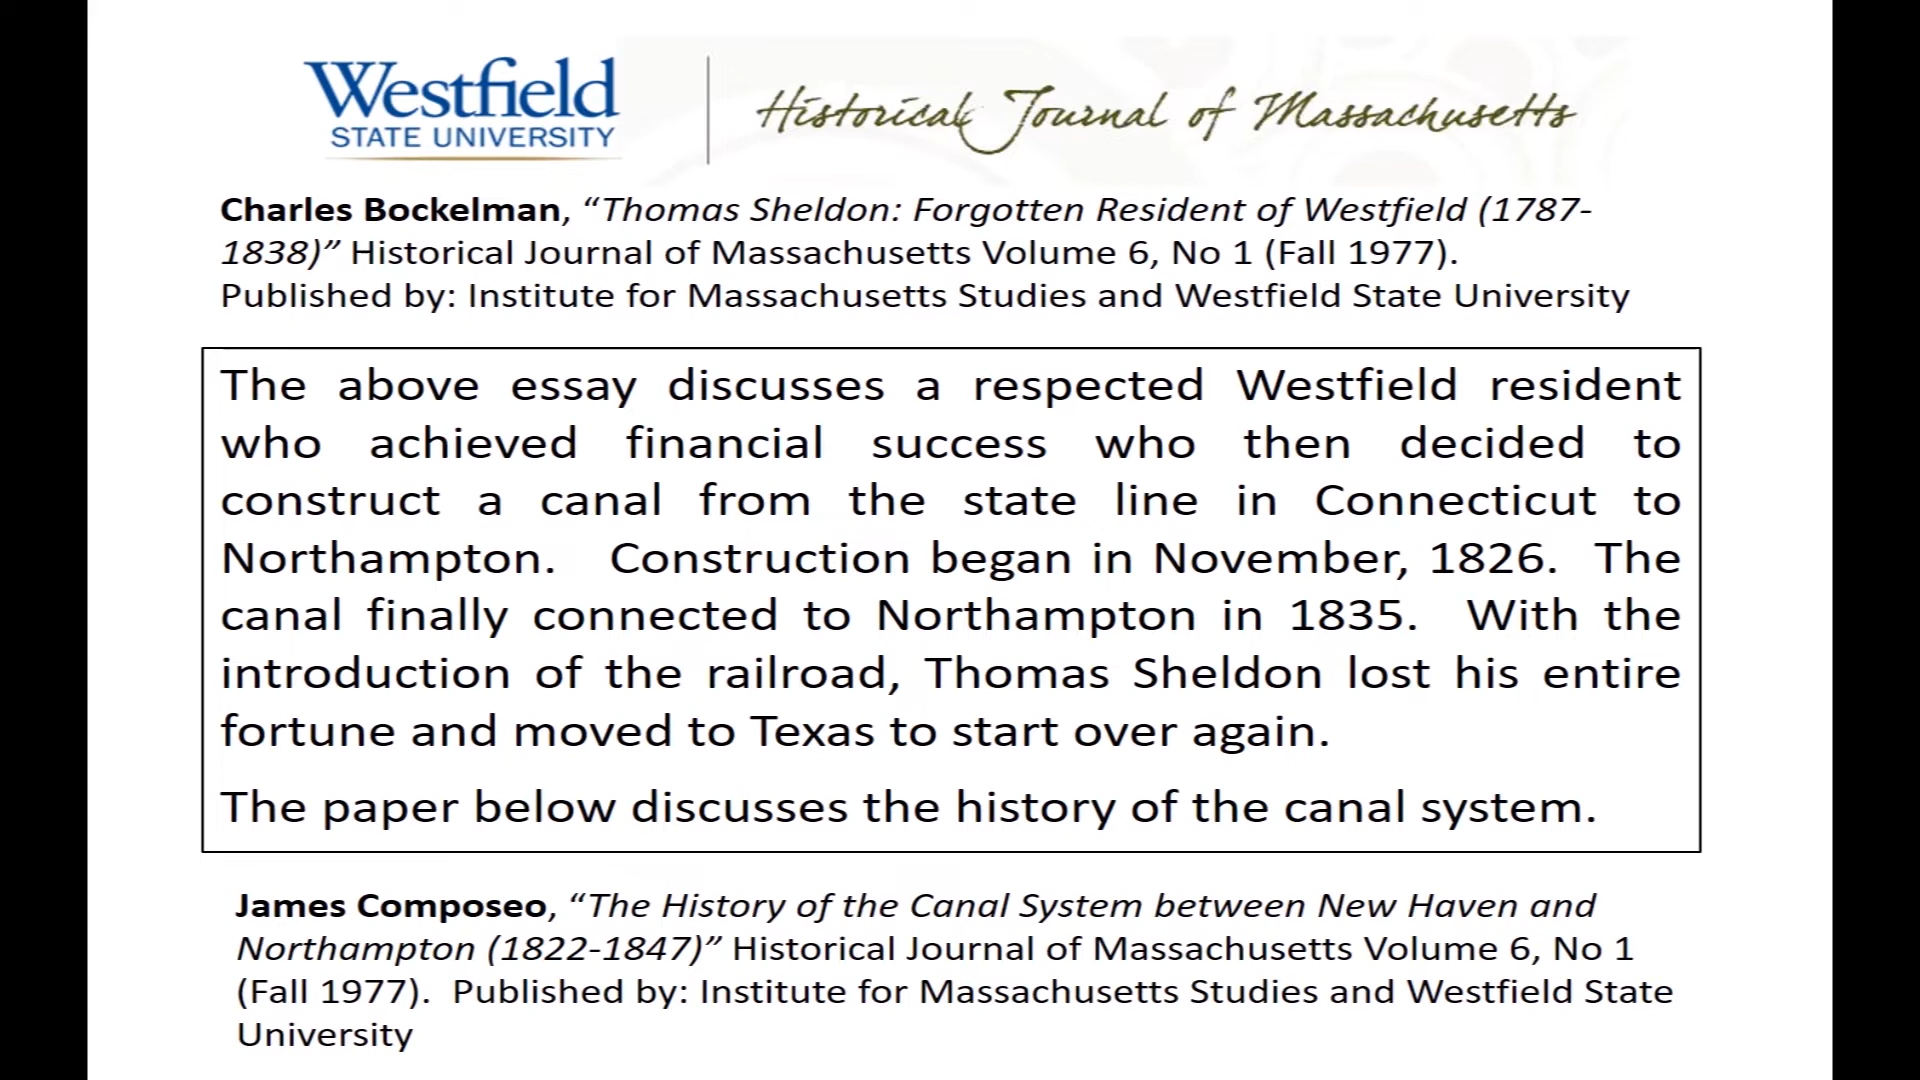 Westfield
STATE UNIVERSITY
Historical Journal of Massachusetts
Charles Bockelman, “Thomas Sheldon: Forgotten Resident of Westfield (1787-
1838)” Historical Journal of Massachusetts Volume 6, No 1 (Fall 1977).
Published by: Institute for Massachusetts Studies and Westfield State University
The above essay discusses a respected Westfield resident
who achieved financial success who then decided to
construct a canal from the state line in Connecticut to
Northampton. Construction began in November, 1826. The
canal finally connected to Northampton in 1835. With the
introduction of the railroad, Thomas Sheldon lost his entire
fortune and moved to Texas to start over again.
The paper below discusses the history of the canal system.
James Composeo, “The History of the Canal System between New Haven and
Northampton (1822-1847)” Historical Journal of Massachusetts Volume 6, No 1
(Fall 1977). Published by: Institute for Massachusetts Studies and Westfield State
University